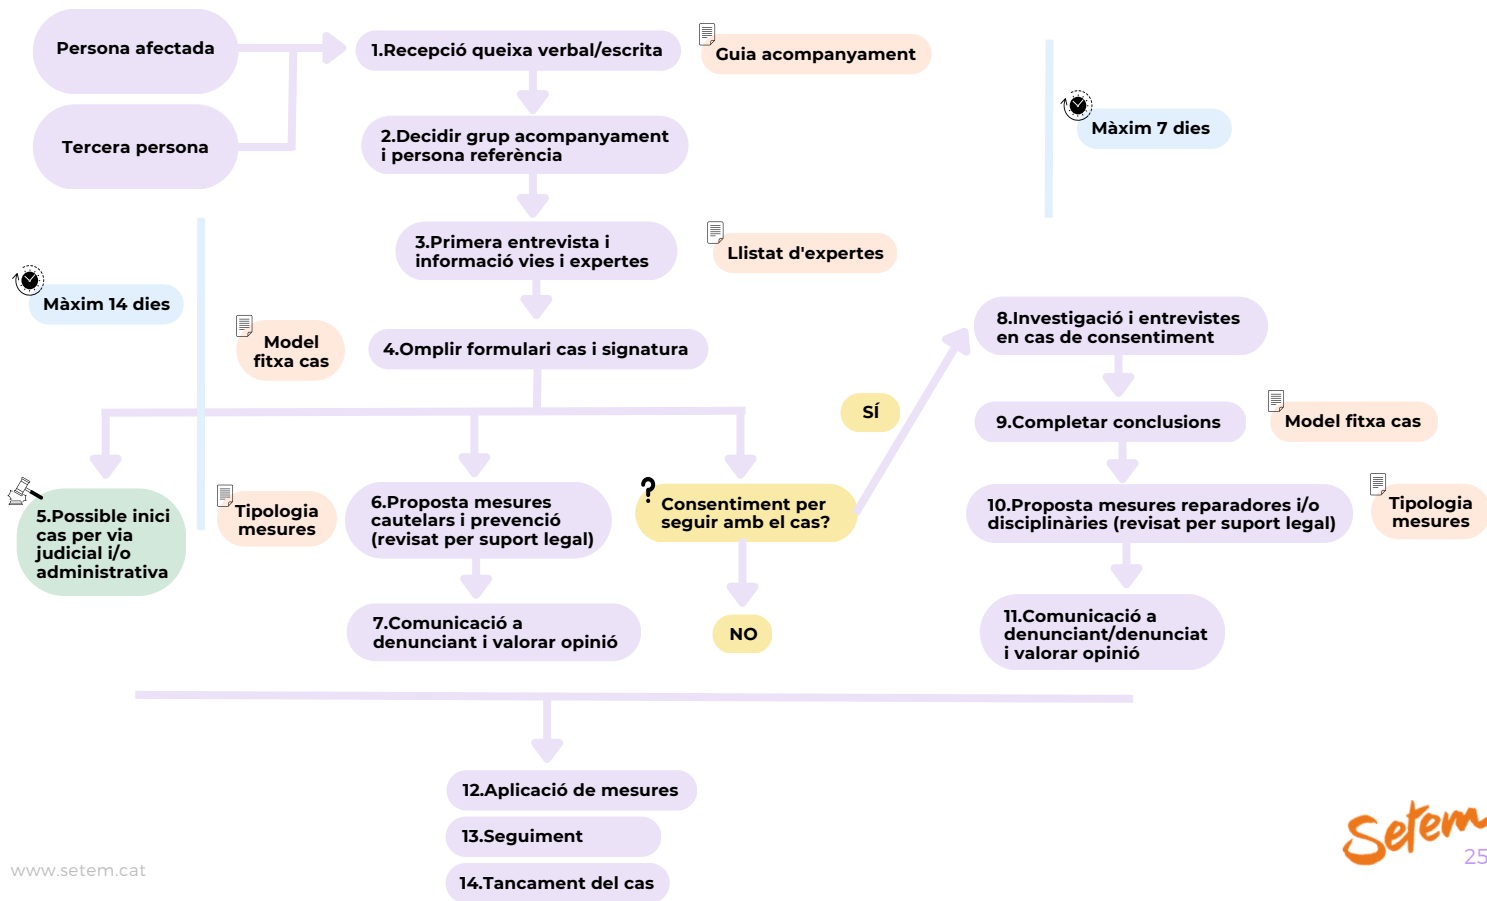 Persona afectada
Tercera persona
1.Recepció queixa verbal/escrita
Guia acompanyament
Màxim 7 dies
2.Decidir grup acompanyament
i persona referència
3.Primera entrevista i
informació vies i expertes
Llistat d'expertes
Màxim 14 dies
Model
fitxa cas
4.Omplir formulari cas i signatura
5.Possible inici
cas per via
judicial i/o
administrativa
Tipologia
mesures
6.Proposta mesures
cautelars i prevenció
(revisat per suport legal)
7.Comunicació a
denunciant i valorar opinió
?
Consentiment per
seguir amb el cas?
SÍ
NO
8.Investigació i entrevistes
en cas de consentiment
9.Completar conclusions
Model fitxa cas
10.Proposta mesures reparadores i/o
disciplinàries (revisat per suport legal)
Tipologia
mesures
11.Comunicació a
denunciant/denunciat
i valorar opinió
12.Aplicació de mesures
13.Seguiment
14.Tancament del cas
www.setem.cat
Setem
25